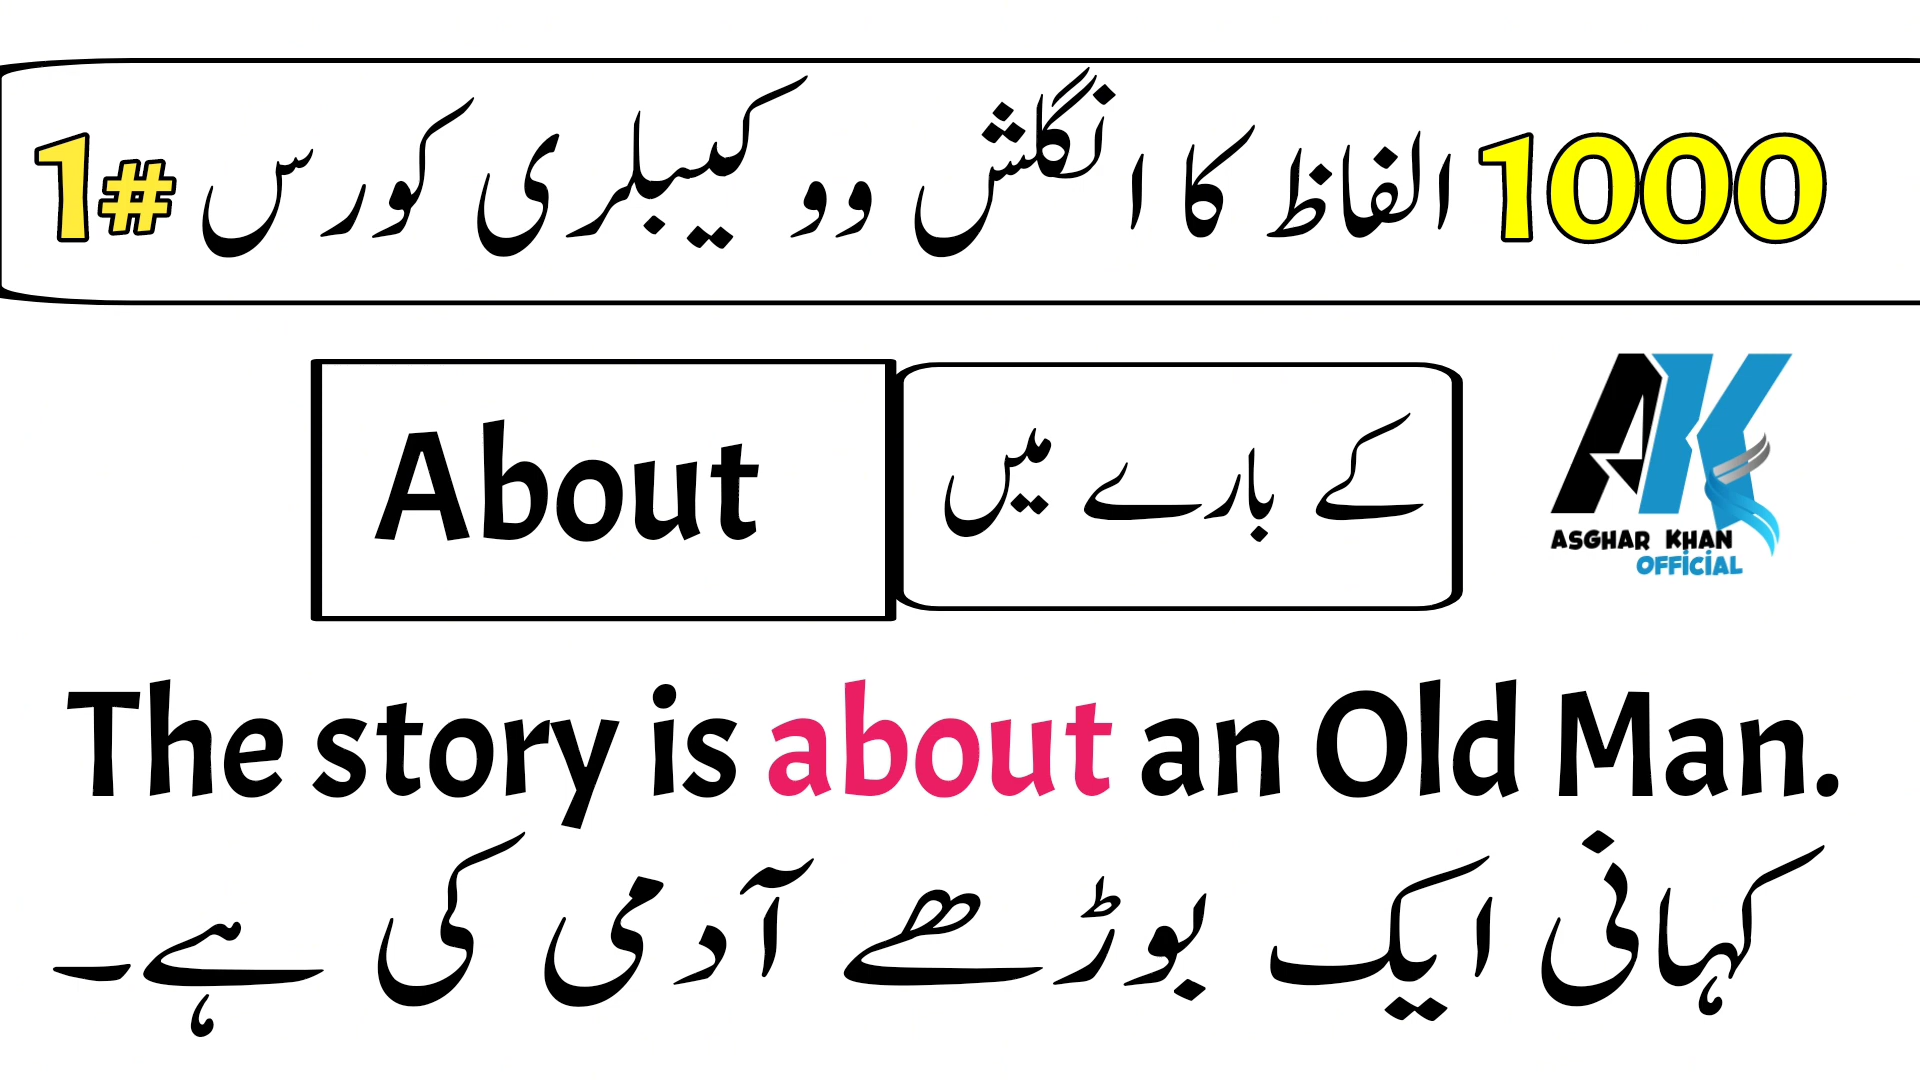 1000 الفاظ کا انگلش ووکیبلری کورس #1
About
کے بارے میں
ASGHAR KHAN
OFFICIAL
The story is about an Old Man.
کہانی ایک بوڑھے آدمی کی ہے۔